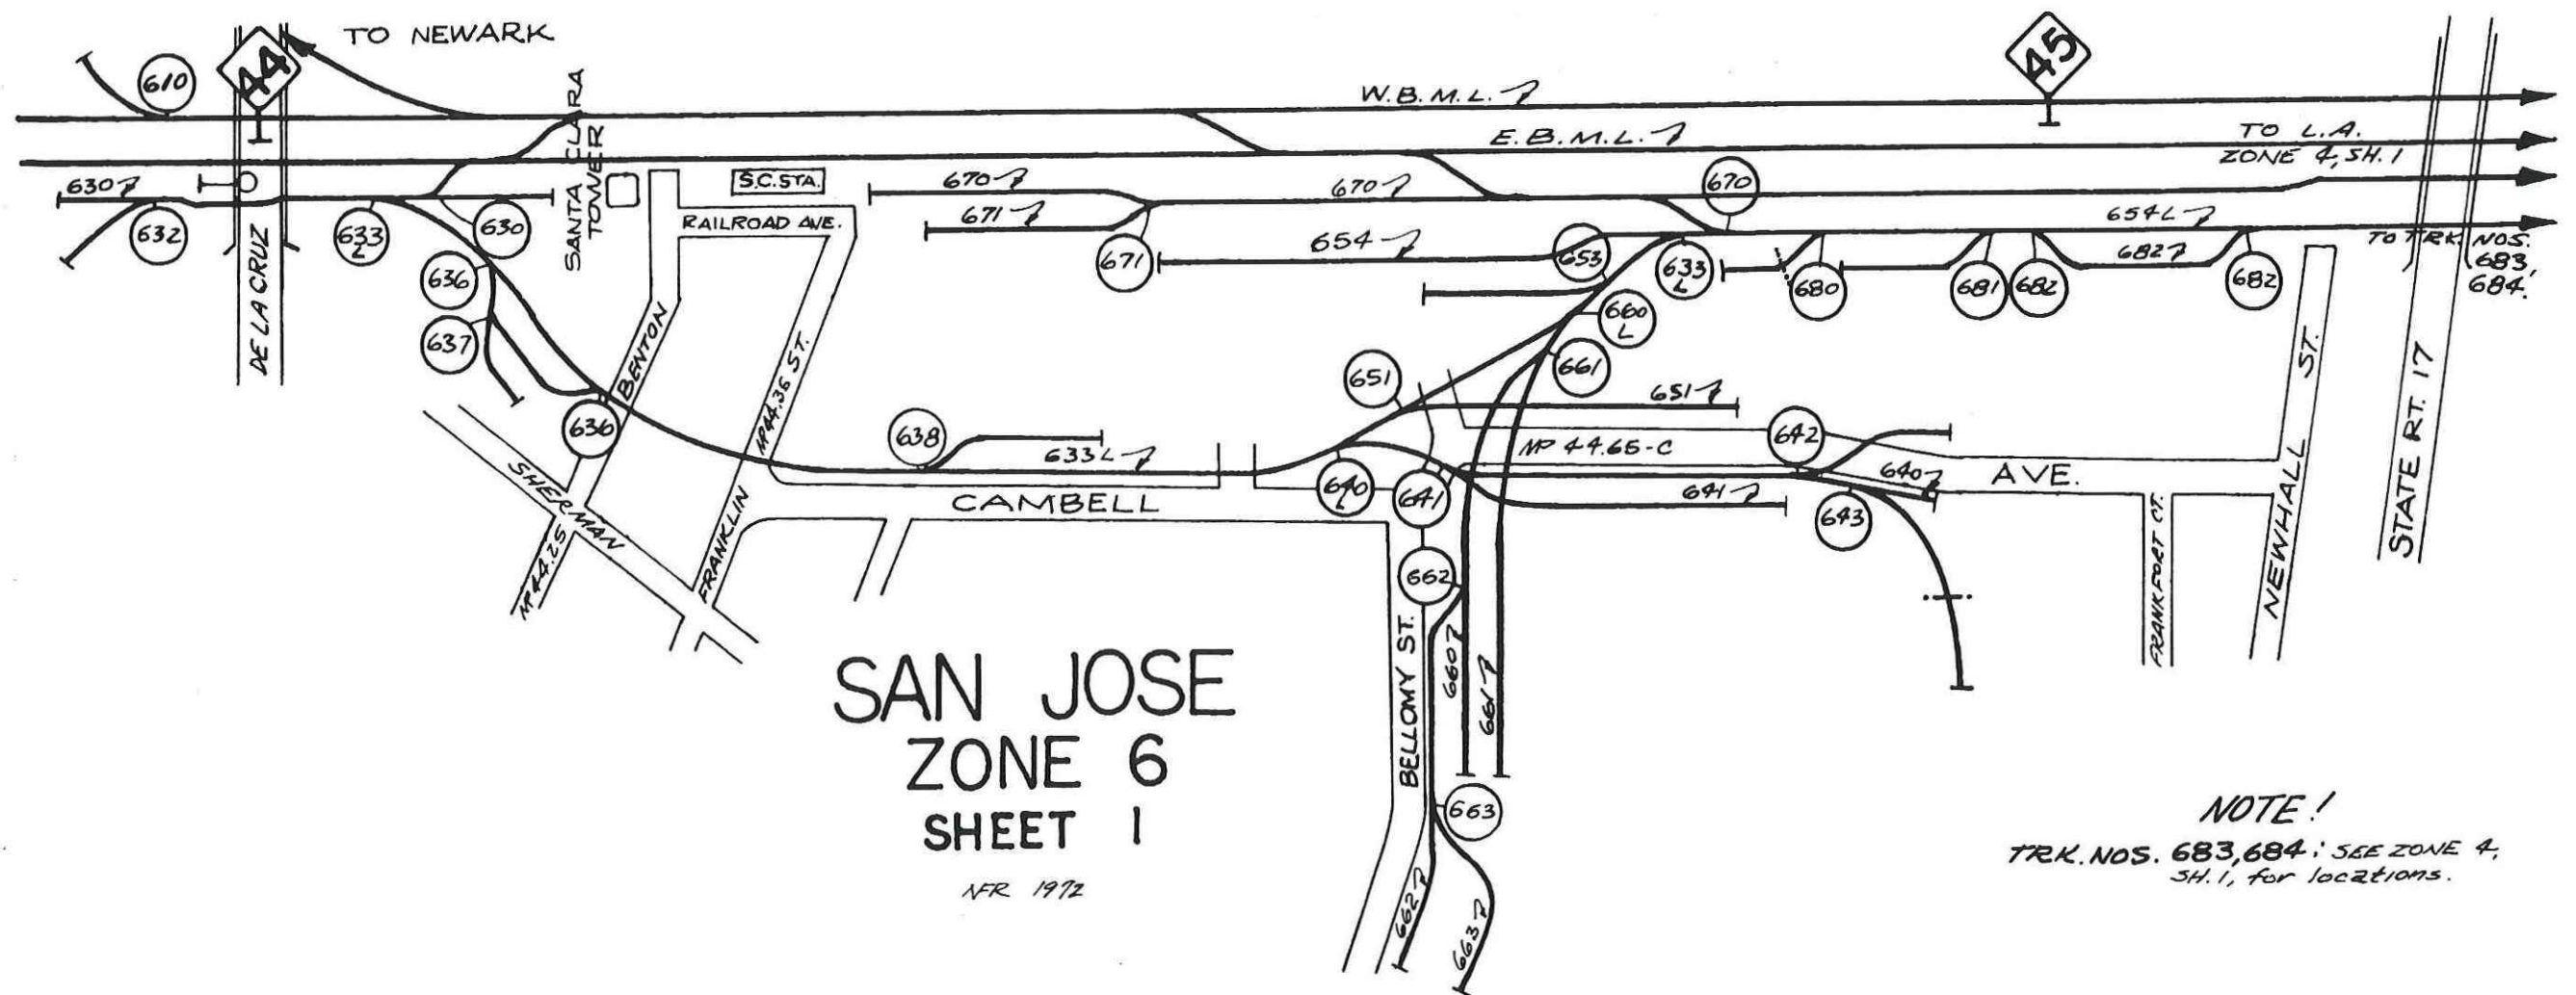 TO NEWARK
44
45
610
W.B.M.L.
E.B.M.L.
TO L.A.
ZONE 4, SH.1
SANTA CLARA
TOWER
S.C.STA.
RAILROAD AVE.
630
632
633
L
630
670
671
670
670
671
654
653
633
L
654L
680
681
682
682
682
TO TRK. NOS.
683,
684.
DE LA CRUZ
636
637
636
BENTON
MP 44.25
SHERMAN
MP 44.36 ST.
FRANKLIN
638
633L
CAMBELL
660
L
661
651
651
MP 44.65-C
642
640
L
641
641
640
643
AVE.
FRANKFORT CT.
NEWHALL ST.
STATE RT. 17
662
BELLOMY ST.
660
661
663
662
663
SAN JOSE
ZONE 6
SHEET 1
NFR 1972
NOTE!
TRK. NOS. 683,684: SEE ZONE 4,
SH.1, for locations.